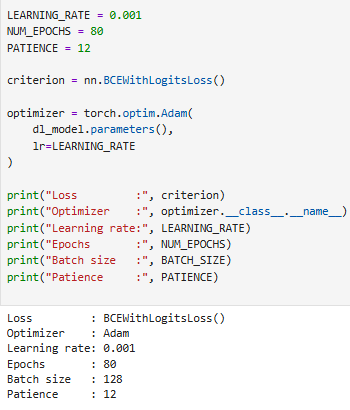 LEARNING_RATE = 0.001
NUM_EPOCHS = 80
PATIENCE = 12
criterion = nn.BCEWithLogitsLoss()
optimizer = torch.optim.Adam(
    dl_model.parameters(),
    lr=LEARNING_RATE
)
print("Loss         :", criterion)
print("Optimizer    :", optimizer.__class__.__name__)
print("Learning rate:", LEARNING_RATE)
print("Epochs       :", NUM_EPOCHS)
print("Batch size   :", BATCH_SIZE)
print("Patience     :", PATIENCE)
Loss         : BCEWithLogitsLoss()
Optimizer    : Adam
Learning rate: 0.001
Epochs       : 80
Batch size   : 128
Patience     : 12